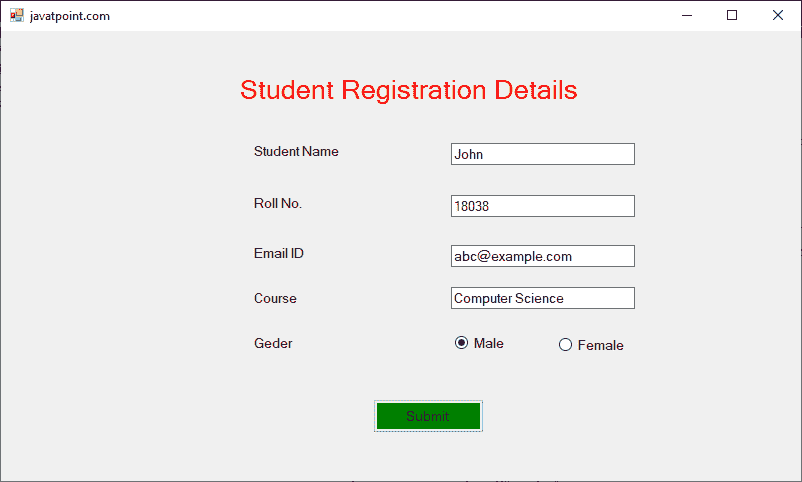 javatpoint.com
Student Registration Details
Student Name John
Roll No. 18038
Email ID abc@example.com
Course Computer Science
Geder Male Female
Submit